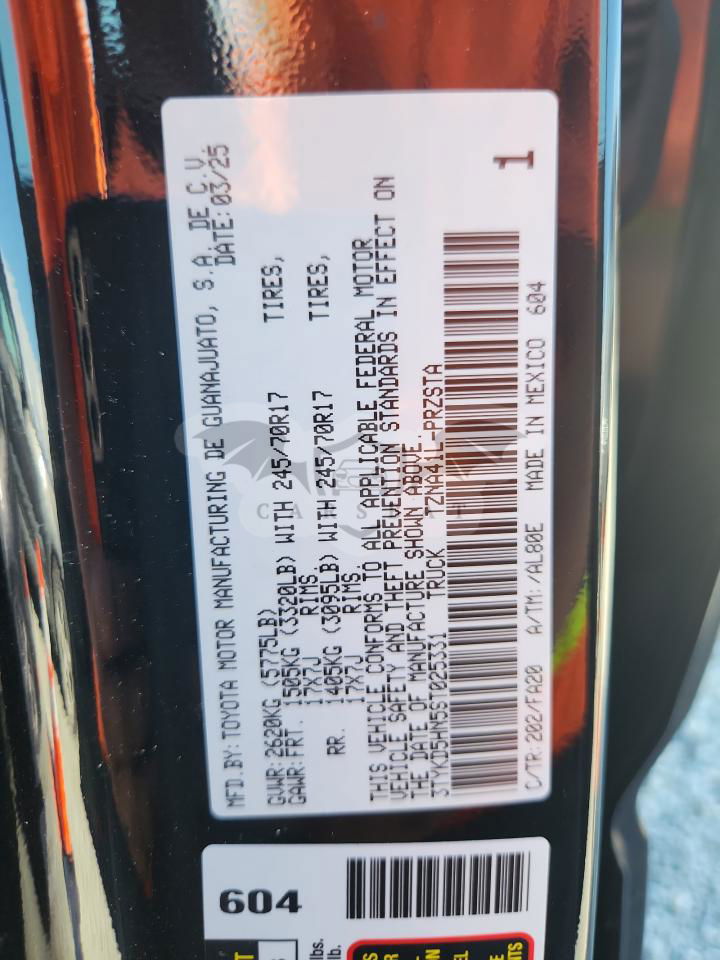 MFD.BY: TOYOTA MOTOR MANUFACTURING DE GUANAJUATO, S.A. DE C.V.
DATE: 03/25
GVWR: 2620KG (5775LB)
GAWR: FRT. 1505KG (3320LB) WITH 245/70R17 TIRES,
17X7J RIMS.
RR. 1405KG (3095LB) WITH 245/70R17 TIRES,
17X7J RIMS.
THIS VEHICLE CONFORMS TO ALL APPLICABLE FEDERAL MOTOR
VEHICLE SAFETY AND THEFT PREVENTION STANDARDS IN EFFECT ON
THE DATE OF MANUFACTURE SHOWN ABOVE.
3TYKD5HN5ST025331 TRUCK TZNA41L-PRZSTA
1
C/TR: 202/FA20 A/TM: /AL80E MADE IN MEXICO 604
604
lbs.
lb.